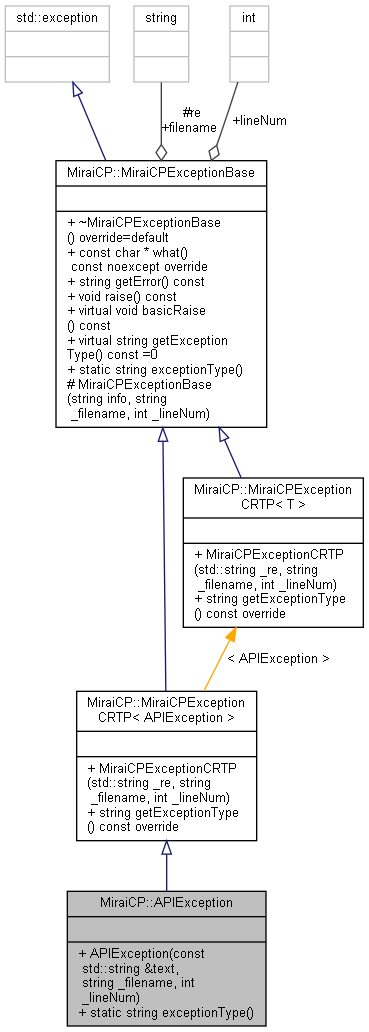 std::exception
string
int
#re
+filename
+lineNum
MiraiCP::MiraiCPExceptionBase
+ ~MiraiCPExceptionBase
() override=default
+ const char * what()
const noexcept override
+ string getError() const
+ void raise() const
+ virtual void basicRaise
() const
+ virtual string getException
Type() const =0
+ static string exceptionType()
# MiraiCPExceptionBase
(string info, string
_filename, int _lineNum)
MiraiCP::MiraiCPException
CRTP< T >
+ MiraiCPExceptionCRTP
(std::string _re, string
_filename, int _lineNum)
+ string getExceptionType
() const override
< APIException >
MiraiCP::MiraiCPException
CRTP< APIException >
+ MiraiCPExceptionCRTP
(std::string _re, string
_filename, int _lineNum)
+ string getExceptionType
() const override
MiraiCP::APIException
+ APIException(const
std::string &text,
string _filename, int
_lineNum)
+ static string exceptionType()